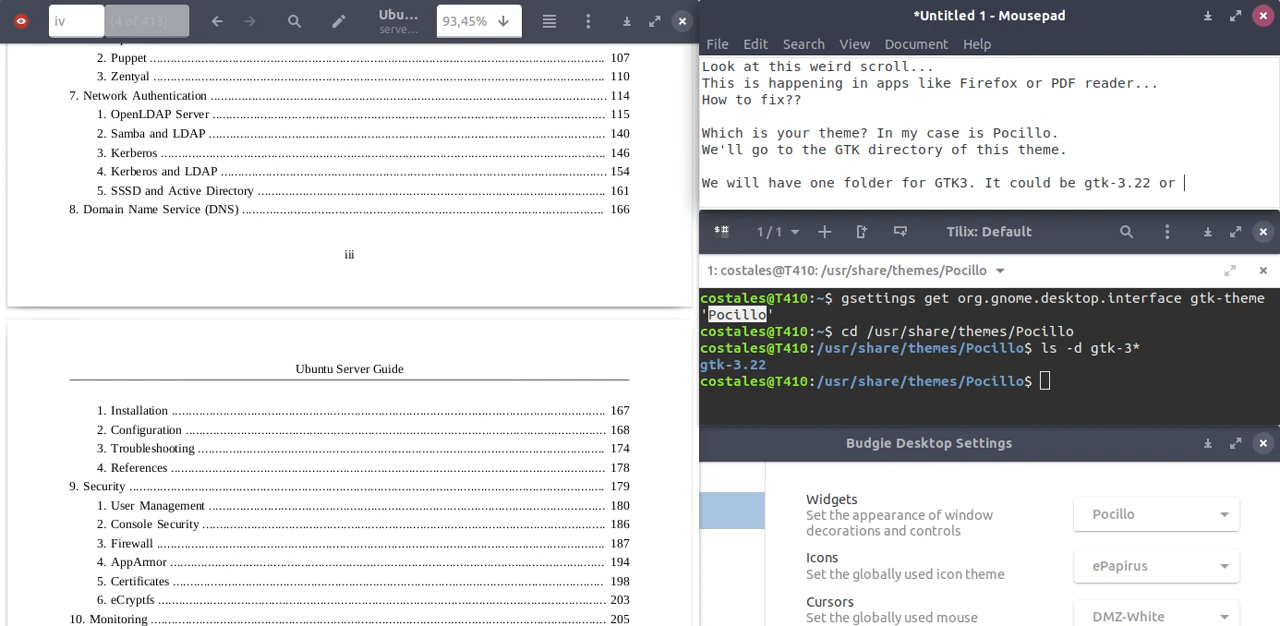 iv
(4 of 413)
Ubu...
serve...
93,45%
2. Puppet ........ 107
3. Zentyal ........ 110
7. Network Authentication ........ 114
1. OpenLDAP Server ........ 115
2. Samba and LDAP ........ 140
3. Kerberos ........ 146
4. Kerberos and LDAP ........ 154
5. SSSD and Active Directory ........ 161
8. Domain Name Service (DNS) ........ 166
iii
Ubuntu Server Guide
1. Installation ........ 167
2. Configuration ........ 168
3. Troubleshooting ........ 174
4. References ........ 178
9. Security ........ 179
1. User Management ........ 180
2. Console Security ........ 186
3. Firewall ........ 187
4. AppArmor ........ 194
5. Certificates ........ 198
6. eCryptfs ........ 203
10. Monitoring ........ 205
*Untitled 1 - Mousepad
File Edit Search View Document Help
Look at this weird scroll...
This is happening in apps like Firefox or PDF reader...
How to fix??
Which is your theme? In my case is Pocillo.
We'll go to the GTK directory of this theme.
We will have one folder for GTK3. It could be gtk-3.22 or
1 / 1
Tilix: Default
1: costales@T410: /usr/share/themes/Pocillo
costales@T410:~$ gsettings get org.gnome.desktop.interface gtk-theme
'Pocillo'
costales@T410:~$ cd /usr/share/themes/Pocillo
costales@T410:/usr/share/themes/Pocillo$ ls -d gtk-3*
gtk-3.22
costales@T410:/usr/share/themes/Pocillo$
Budgie Desktop Settings
Widgets
Set the appearance of window
decorations and controls
Pocillo
Icons
Set the globally used icon theme
ePapirus
Cursors
Set the globally used mouse
DMZ-White